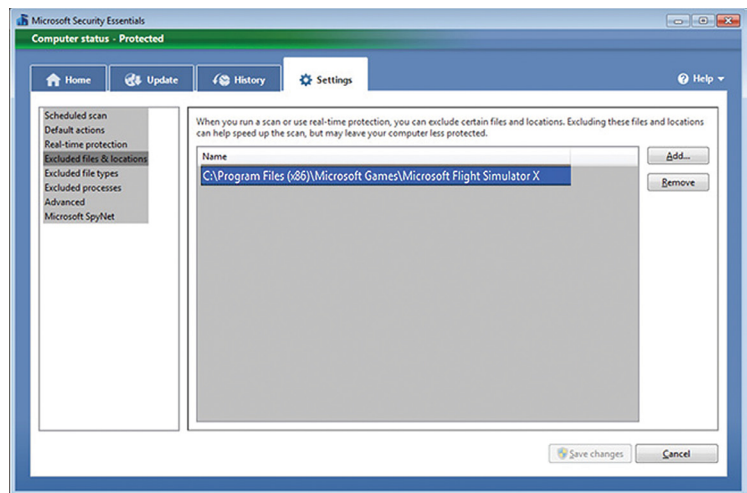 Microsoft Security Essentials
Computer status - Protected
Home
Update
History
Settings
Help
Scheduled scan
Default actions
Real-time protection
Excluded files & locations
Excluded file types
Excluded processes
Advanced
Microsoft SpyNet
When you run a scan or use real-time protection, you can exclude certain files and locations. Excluding these files and locations
can help speed up the scan, but may leave your computer less protected.
Name
C:\Program Files (x86)\Microsoft Games\Microsoft Flight Simulator X
Add...
Remove
Save changes
Cancel